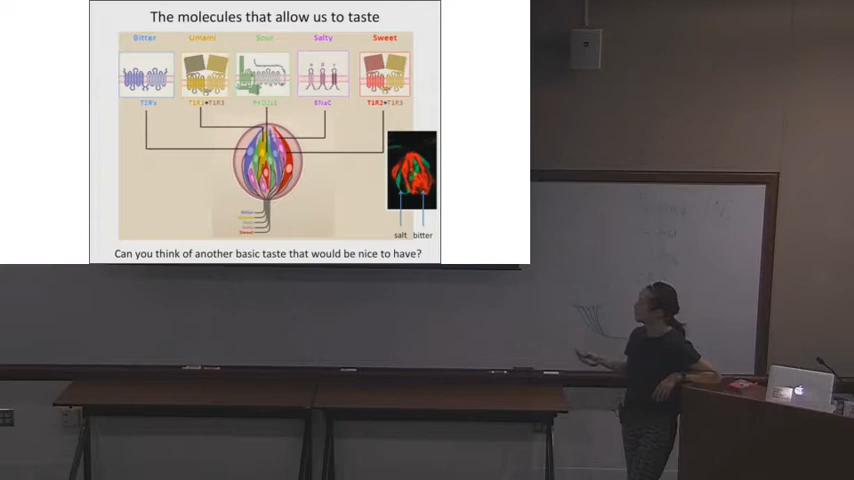 The molecules that allow us to taste
Bitter Umami Sour Salty Sweet
T2Rs T1R1+T1R3 PKD2L1 ENaC T1R2+T1R3
salt bitter
Can you think of another basic taste that would be nice to have?